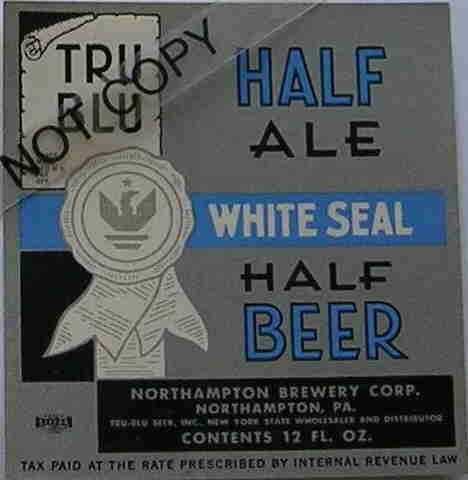 TRU
BLU
NOT COPY
HALF
ALE
WHITE SEAL
HALF
BEER
NORTHAMPTON BREWERY CORP.
NORTHAMPTON, PA.
TRU-BLU BEER, INC., NEW YORK STATE WHOLESALER AND DISTRIBUTOR
CONTENTS 12 FL. OZ.
TAX PAID AT THE RATE PRESCRIBED BY INTERNAL REVENUE LAW